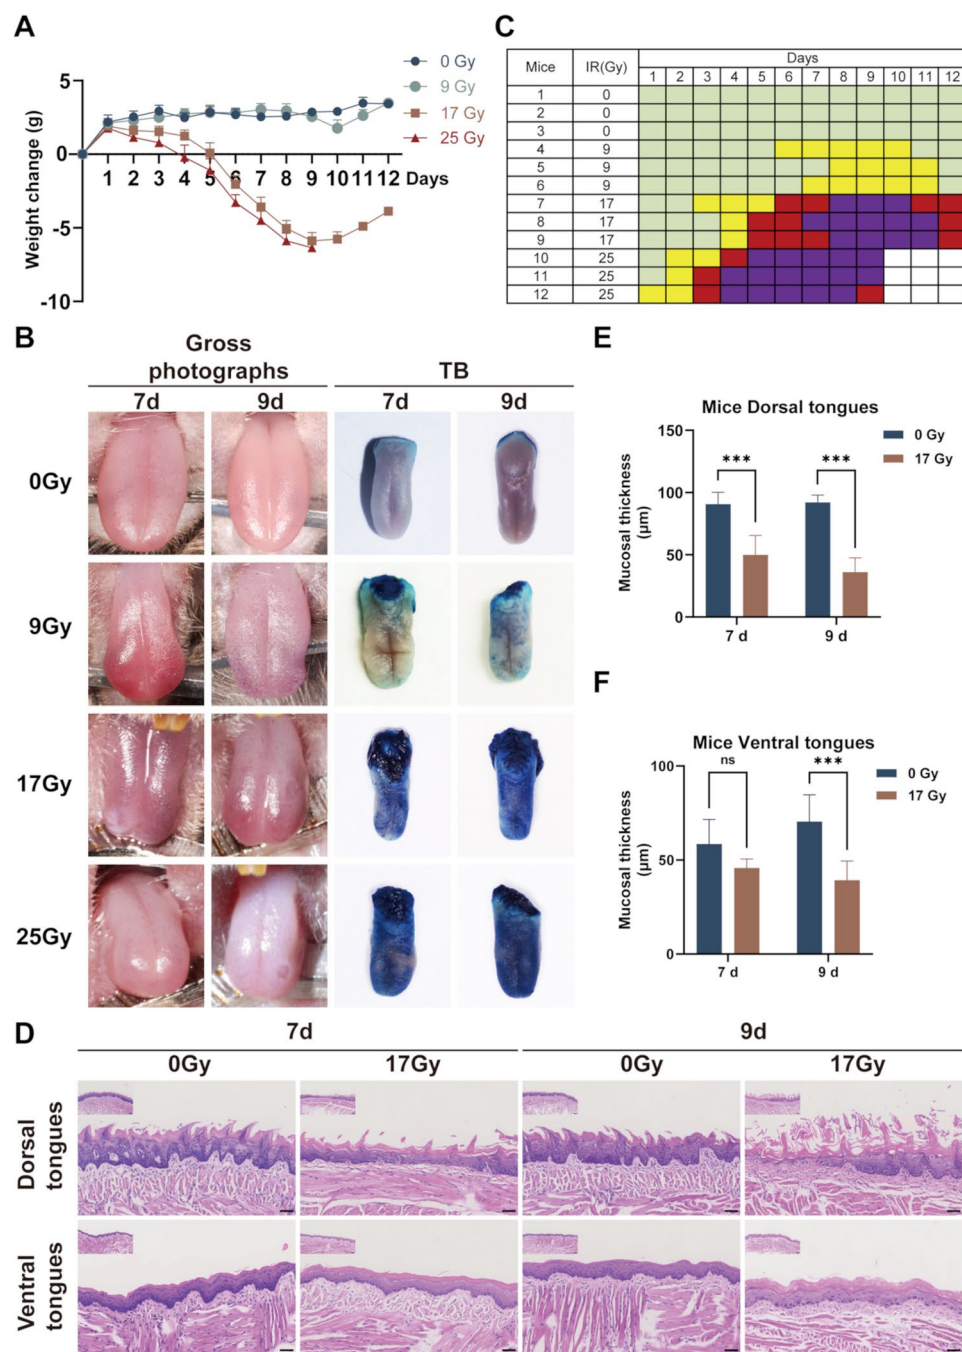 A
Weight change (g)
5
0
-5
-10
1 2 3 4 5 6 7 8 9 10 11 12 Days
0 Gy
9 Gy
17 Gy
25 Gy
C
Mice IR(Gy) Days
1 2 3 4 5 6 7 8 9 10 11 12
1 0
2 0
3 0
4 9
5 9
6 9
7 17
8 17
9 17
10 25
11 25
12 25
B
Gross
photographs
TB
7d 9d 7d 9d
0Gy
9Gy
17Gy
25Gy
E
Mice Dorsal tongues
Mucosal thickness
(μm)
150
100
50
0
*** ***
7 d 9 d
0 Gy
17 Gy
F
Mice Ventral tongues
Mucosal thickness
(μm)
100
50
0
ns ***
7 d 9 d
0 Gy
17 Gy
D
7d 9d
0Gy 17Gy 0Gy 17Gy
Dorsal
tongues
Ventral
tongues